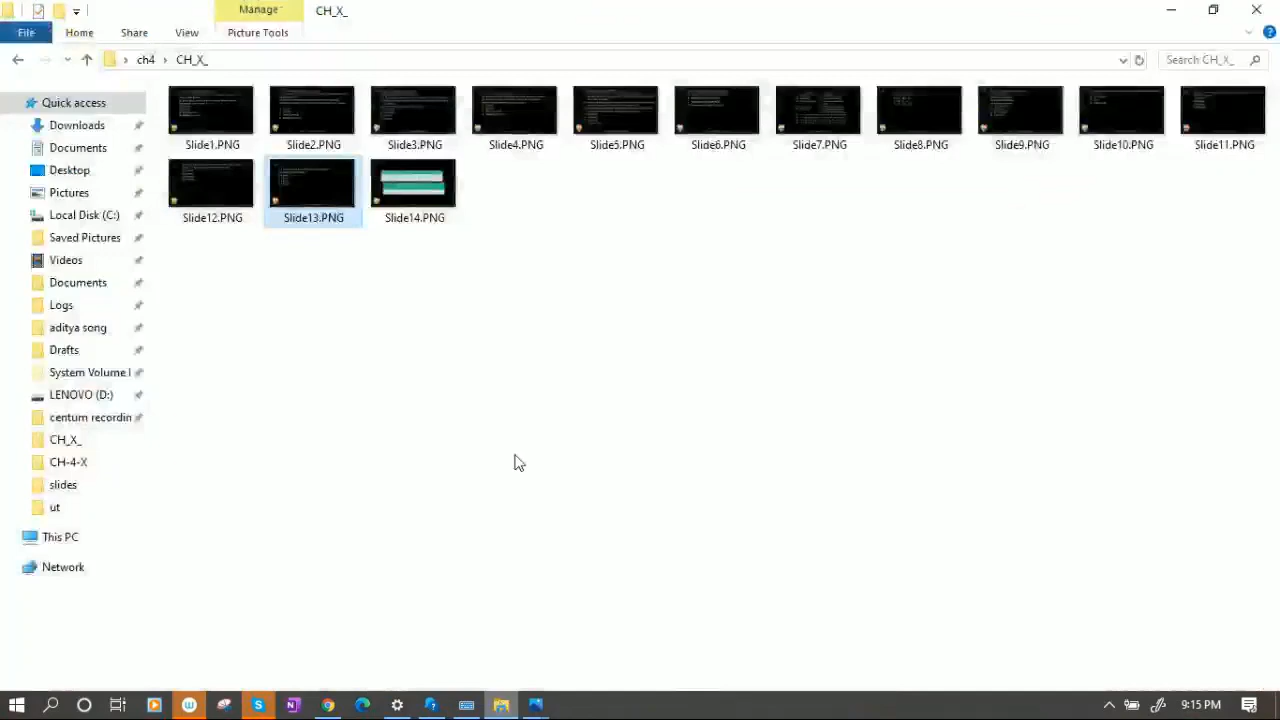 Manage
CH_X_
File
Home
Share
View
Picture Tools
ch4
CH_X_
Search CH_X_
Quick access
Downloads
Documents
Desktop
Pictures
Local Disk (C:)
Saved Pictures
Videos
Documents
Logs
aditya song
Drafts
System Volume I
LENOVO (D:)
centum recordin
CH_X_
CH-4-X
slides
ut
This PC
Network
Slide1.PNG
Slide2.PNG
Slide3.PNG
Slide4.PNG
Slide5.PNG
Slide6.PNG
Slide7.PNG
Slide8.PNG
Slide9.PNG
Slide10.PNG
Slide11.PNG
Slide12.PNG
Slide13.PNG
Slide14.PNG
9:15 PM